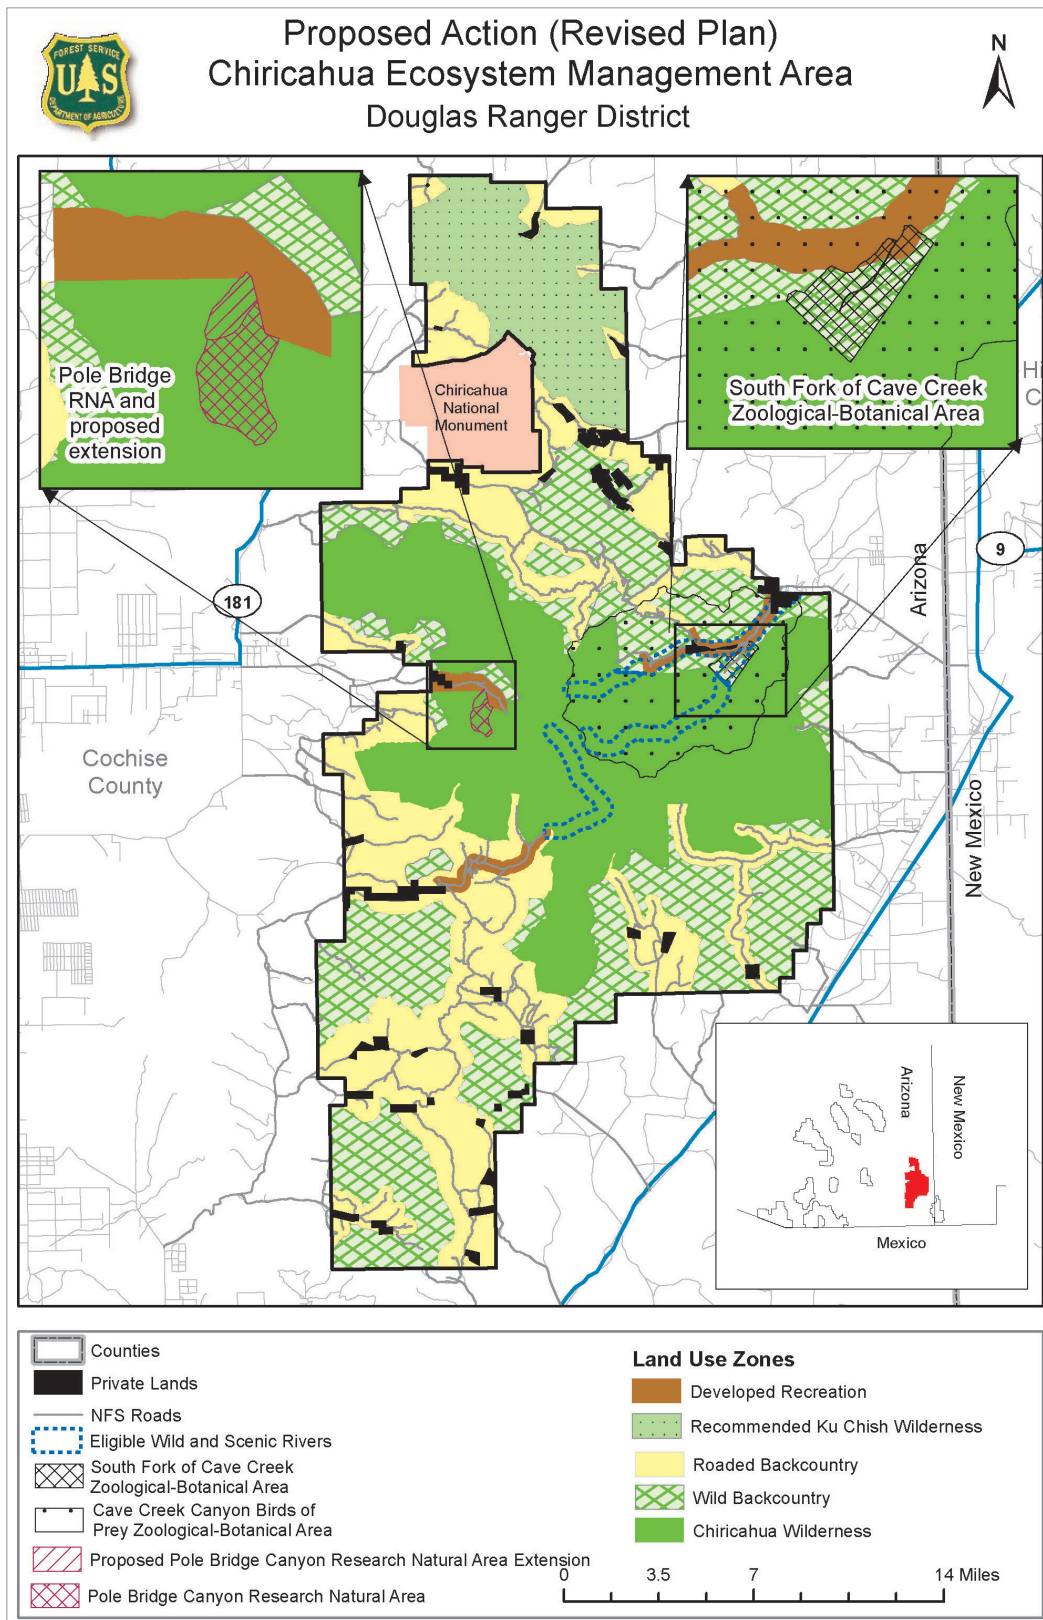 Proposed Action (Revised Plan)
Chiricahua Ecosystem Management Area
Douglas Ranger District
FOREST SERVICE
U S
DEPARTMENT OF AGRICULTURE
N
Pole Bridge
RNA and
proposed
extension
Chiricahua
National
Monument
South Fork of Cave Creek
Zoological-Botanical Area
Hi
C
181
9
Arizona
New Mexico
Cochise
County
Arizona
New Mexico
Mexico
Counties
Private Lands
NFS Roads
Eligible Wild and Scenic Rivers
South Fork of Cave Creek
Zoological-Botanical Area
Cave Creek Canyon Birds of
Prey Zoological-Botanical Area
Proposed Pole Bridge Canyon Research Natural Area Extension
Pole Bridge Canyon Research Natural Area
Land Use Zones
Developed Recreation
Recommended Ku Chish Wilderness
Roaded Backcountry
Wild Backcountry
Chiricahua Wilderness
0 3.5 7 14 Miles